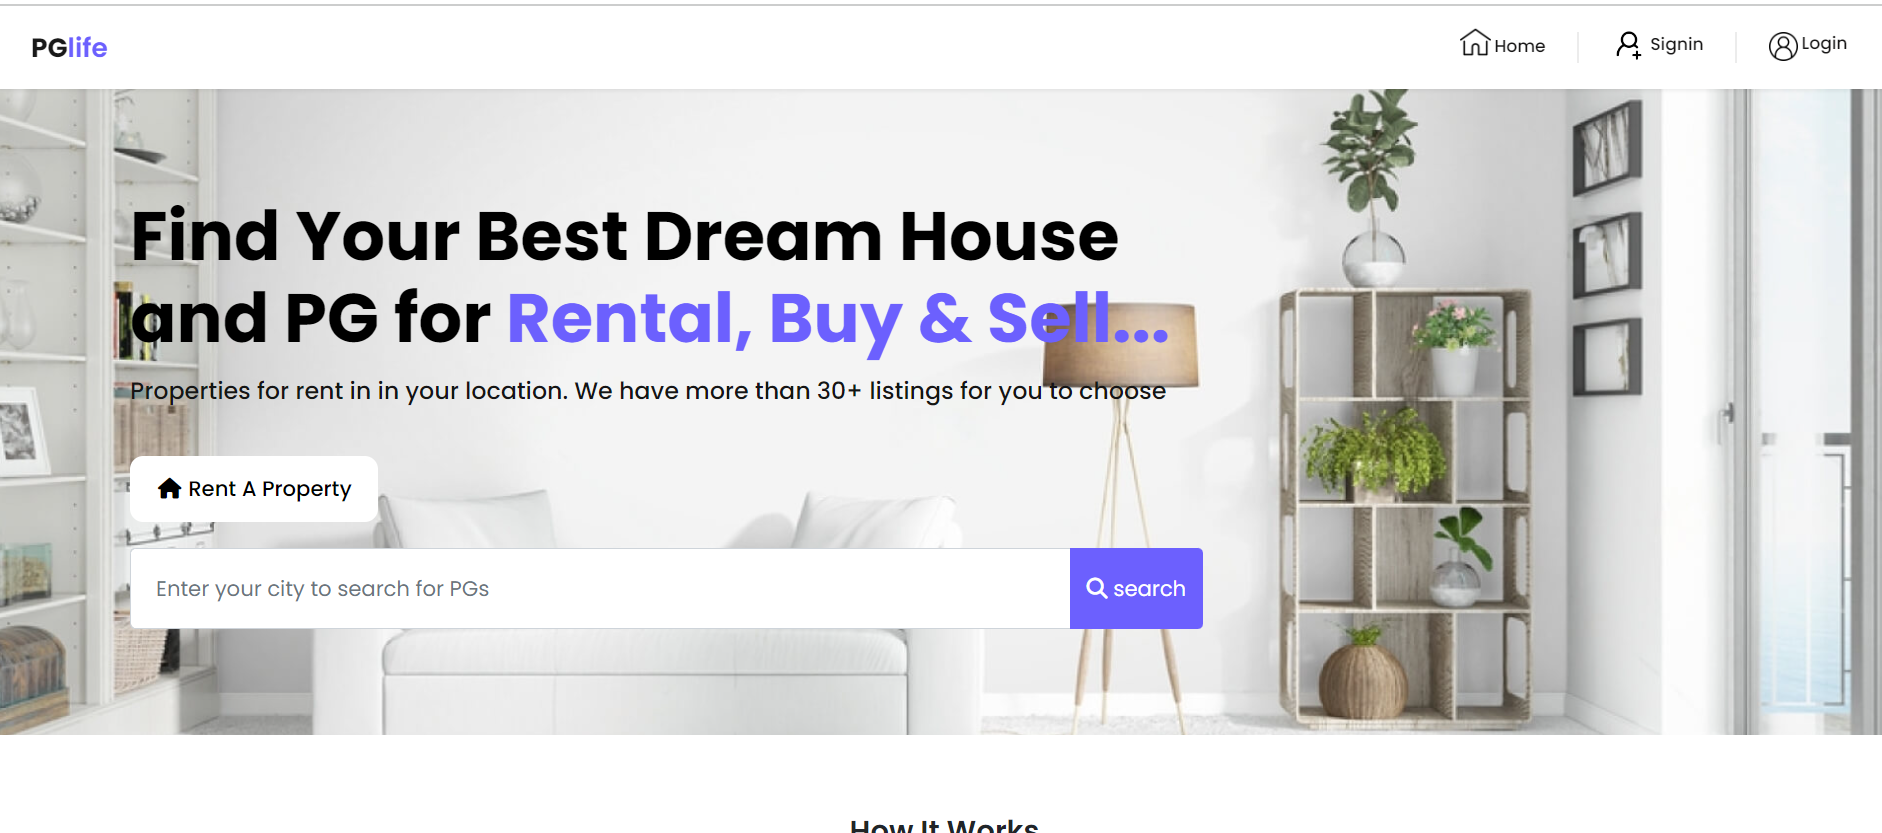 PGlife
Home
Signin
Login
Find Your Best Dream House
and PG for Rental, Buy & Sell...
Properties for rent in in your location. We have more than 30+ listings for you to choose
Rent A Property
Enter your city to search for PGs
search
How It Works